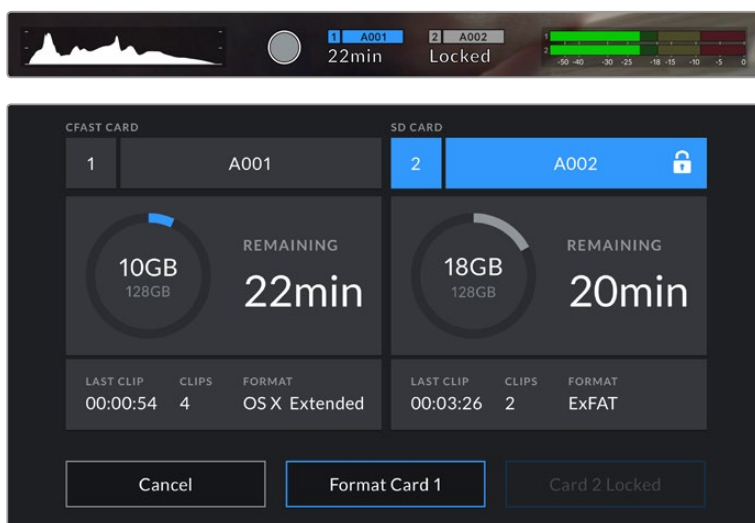 1 A001 2 A002
22min Locked
1
2
-50 -40 -30 -25 -18 -15 -10 -5 0
CFAST CARD SD CARD
1 A001 2 A002
10GB
128GB
REMAINING
22min
18GB
128GB
REMAINING
20min
LAST CLIP CLIPS FORMAT
00:00:54 4 OS X Extended
LAST CLIP CLIPS FORMAT
00:03:26 2 ExFAT
Cancel Format Card 1 Card 2 Locked